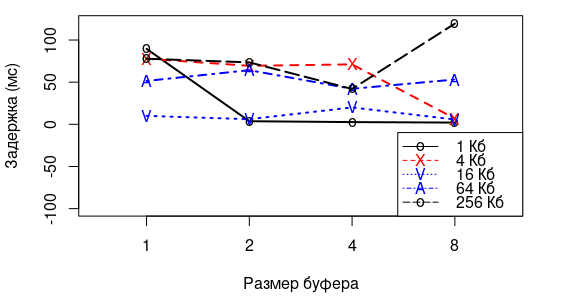 Задержка (мс)
100
50
0
-50
-100
1 Кб
4 Кб
16 Кб
64 Кб
256 Кб
1 2 4 8
Размер буфера